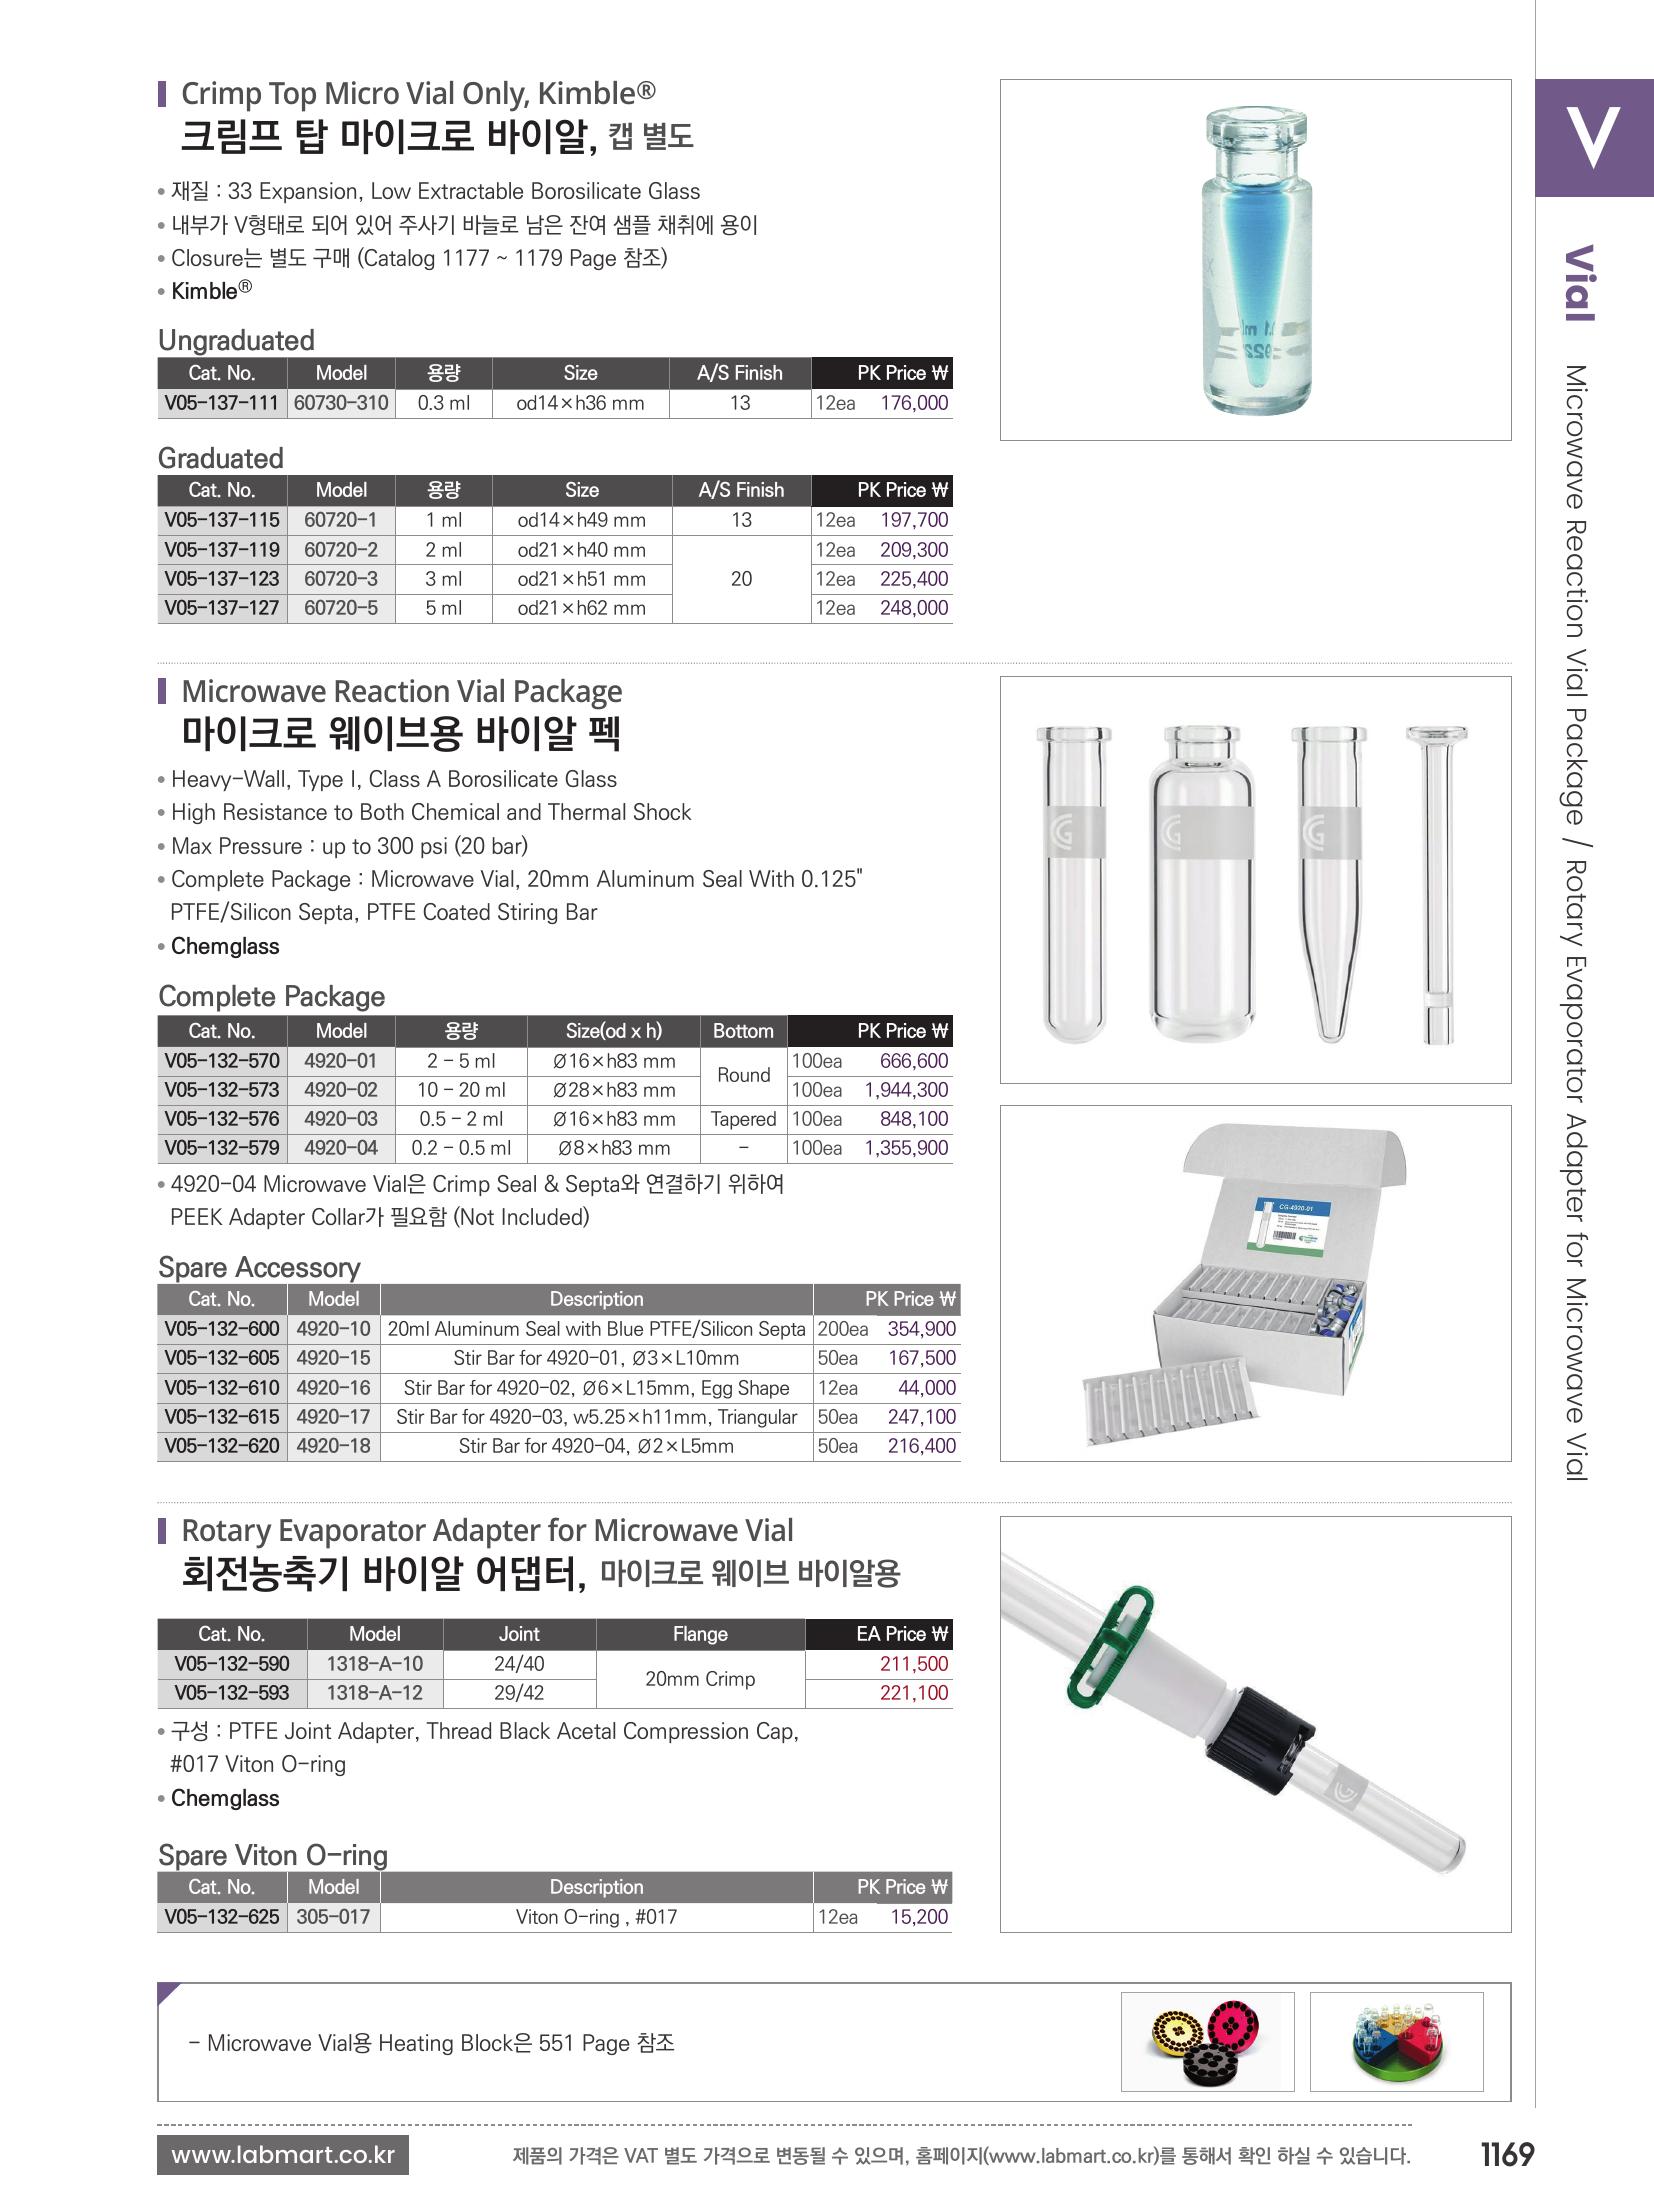 Crimp Top Micro Vial Only, Kimble®
크림프 탑 마이크로 바이알, 캡 별도
• 재질 : 33 Expansion, Low Extractable Borosilicate Glass
• 내부가 V형태로 되어 있어 주사기 바늘로 남은 잔여 샘플 채취에 용이
• Closure는 별도 구매 (Catalog 1177 ~ 1179 Page 참조)
• Kimble®
Ungraduated
Cat. No. Model 용량 Size A/S Finish PK Price ₩
V05-137-111 60730-310 0.3 ml od14×h36 mm 13 12ea 176,000
Graduated
Cat. No. Model 용량 Size A/S Finish PK Price ₩
V05-137-115 60720-1 1 ml od14×h49 mm 13 12ea 197,700
V05-137-119 60720-2 2 ml od21×h40 mm 12ea 209,300
V05-137-123 60720-3 3 ml od21×h51 mm 20 12ea 225,400
V05-137-127 60720-5 5 ml od21×h62 mm 12ea 248,000
Microwave Reaction Vial Package
마이크로 웨이브용 바이알 펙
• Heavy-Wall, Type I, Class A Borosilicate Glass
• High Resistance to Both Chemical and Thermal Shock
• Max Pressure : up to 300 psi (20 bar)
• Complete Package : Microwave Vial, 20mm Aluminum Seal With 0.125"
PTFE/Silicon Septa, PTFE Coated Stiring Bar
• Chemglass
Complete Package
Cat. No. Model 용량 Size(od x h) Bottom PK Price ₩
V05-132-570 4920-01 2 - 5 ml Ø16×h83 mm Round 100ea 666,600
V05-132-573 4920-02 10 - 20 ml Ø28×h83 mm 100ea 1,944,300
V05-132-576 4920-03 0.5 - 2 ml Ø16×h83 mm Tapered 100ea 848,100
V05-132-579 4920-04 0.2 - 0.5 ml Ø8×h83 mm - 100ea 1,355,900
• 4920-04 Microwave Vial은 Crimp Seal & Septa와 연결하기 위하여
PEEK Adapter Collar가 필요함 (Not Included)
CG-4920-01
Spare Accessory
Cat. No. Model Description PK Price ₩
V05-132-600 4920-10 20ml Aluminum Seal with Blue PTFE/Silicon Septa 200ea 354,900
V05-132-605 4920-15 Stir Bar for 4920-01, Ø3×L10mm 50ea 167,500
V05-132-610 4920-16 Stir Bar for 4920-02, Ø6×L15mm, Egg Shape 12ea 44,000
V05-132-615 4920-17 Stir Bar for 4920-03, w5.25×h11mm, Triangular 50ea 247,100
V05-132-620 4920-18 Stir Bar for 4920-04, Ø2×L5mm 50ea 216,400
Rotary Evaporator Adapter for Microwave Vial
회전농축기 바이알 어댑터, 마이크로 웨이브 바이알용
Cat. No. Model Joint Flange EA Price ₩
V05-132-590 1318-A-10 24/40 20mm Crimp 211,500
V05-132-593 1318-A-12 29/42 221,100
• 구성 : PTFE Joint Adapter, Thread Black Acetal Compression Cap,
#017 Viton O-ring
• Chemglass
Spare Viton O-ring
Cat. No. Model Description PK Price ₩
V05-132-625 305-017 Viton O-ring , #017 12ea 15,200
- Microwave Vial용 Heating Block은 551 Page 참조
V
Vial
Microwave Reaction Vial Package / Rotary Evaporator Adapter for Microwave Vial
www.labmart.co.kr
제품의 가격은 VAT 별도 가격으로 변동될 수 있으며, 홈페이지(www.labmart.co.kr)를 통해서 확인 하실 수 있습니다.
1169